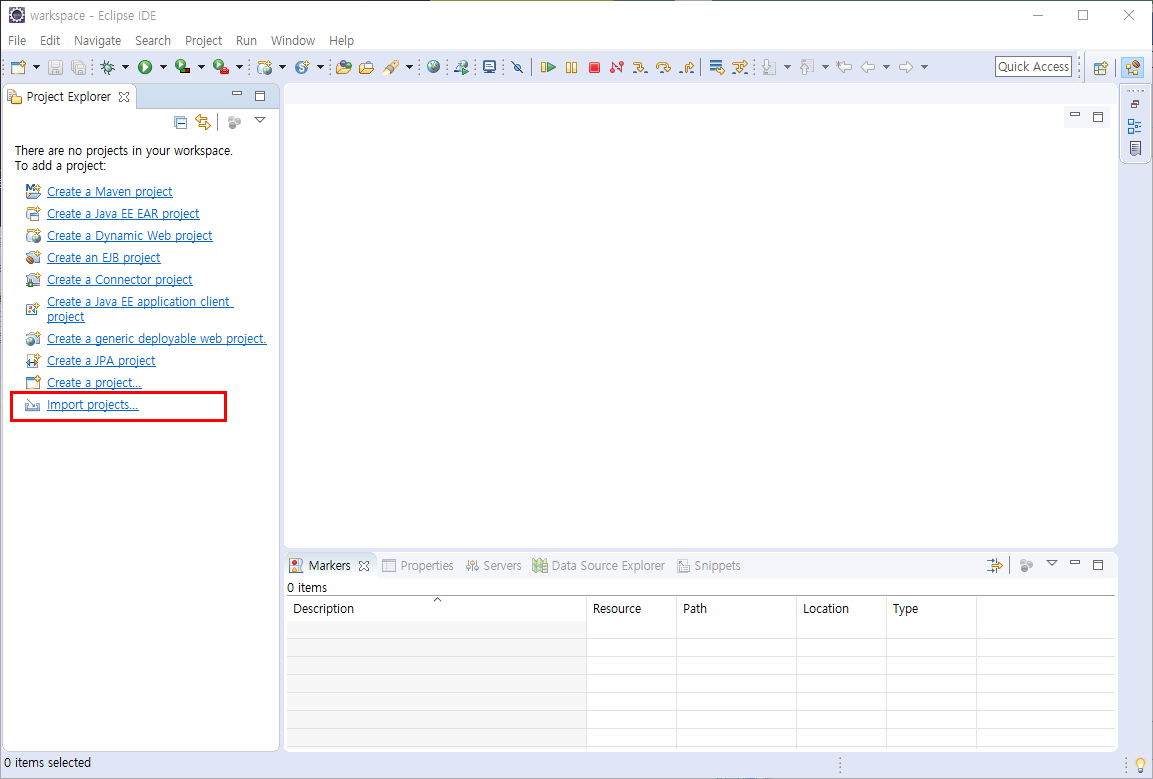 warkspace - Eclipse IDE
File Edit Navigate Search Project Run Window Help
Quick Access
Project Explorer
There are no projects in your workspace.
To add a project:
Create a Maven project
Create a Java EE EAR project
Create a Dynamic Web project
Create an EJB project
Create a Connector project
Create a Java EE application client
project
Create a generic deployable web project.
Create a JPA project
Create a project...
Import projects...
Markers Properties Servers Data Source Explorer Snippets
0 items
Description Resource Path Location Type
0 items selected